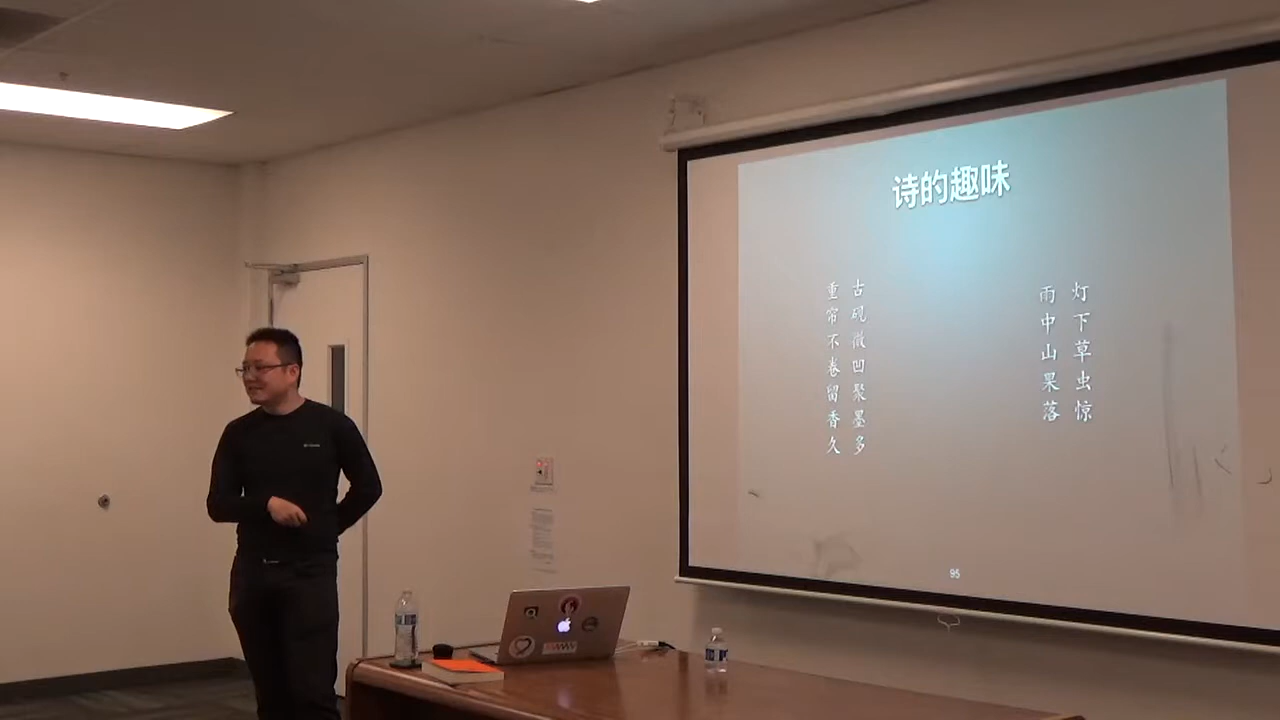 诗的趣味
重帘不卷留香久
古砚微凹聚墨多
雨中山果落
灯下草虫惊
95